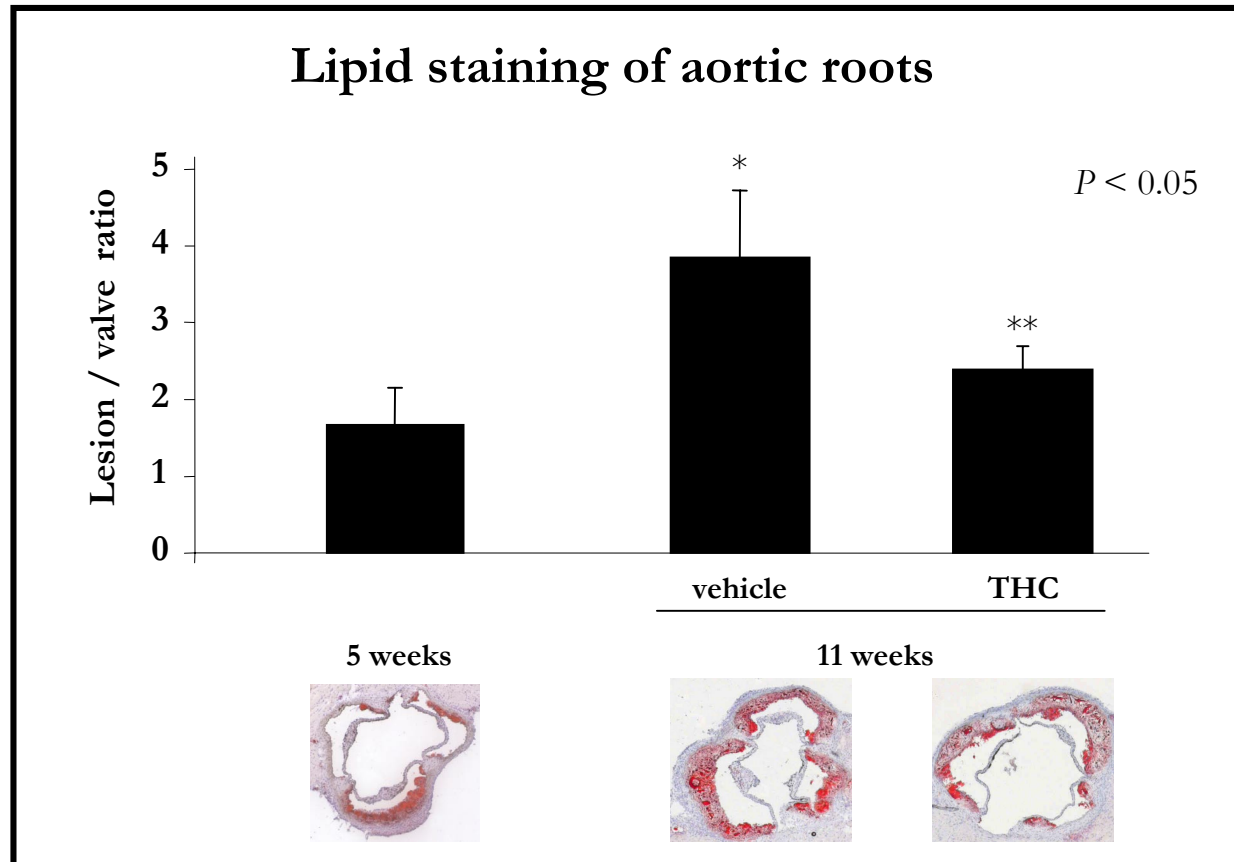 Lipid staining of aortic roots
Lesion / valve ratio
5
4
3
2
1
0
*
**
P < 0.05
vehicle
THC
5 weeks
11 weeks